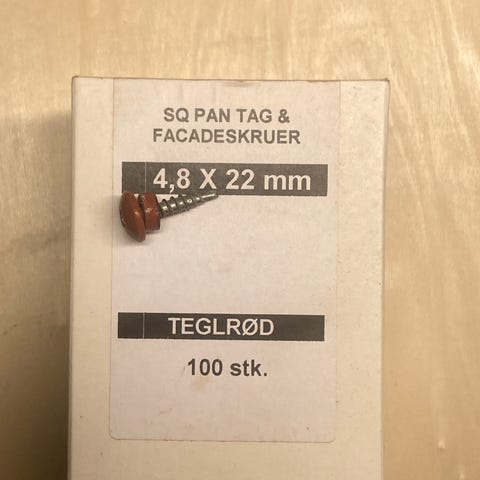 SQ PAN TAG &
FACADESKRUER
4,8 X 22 mm
TEGLRØD
100 stk.